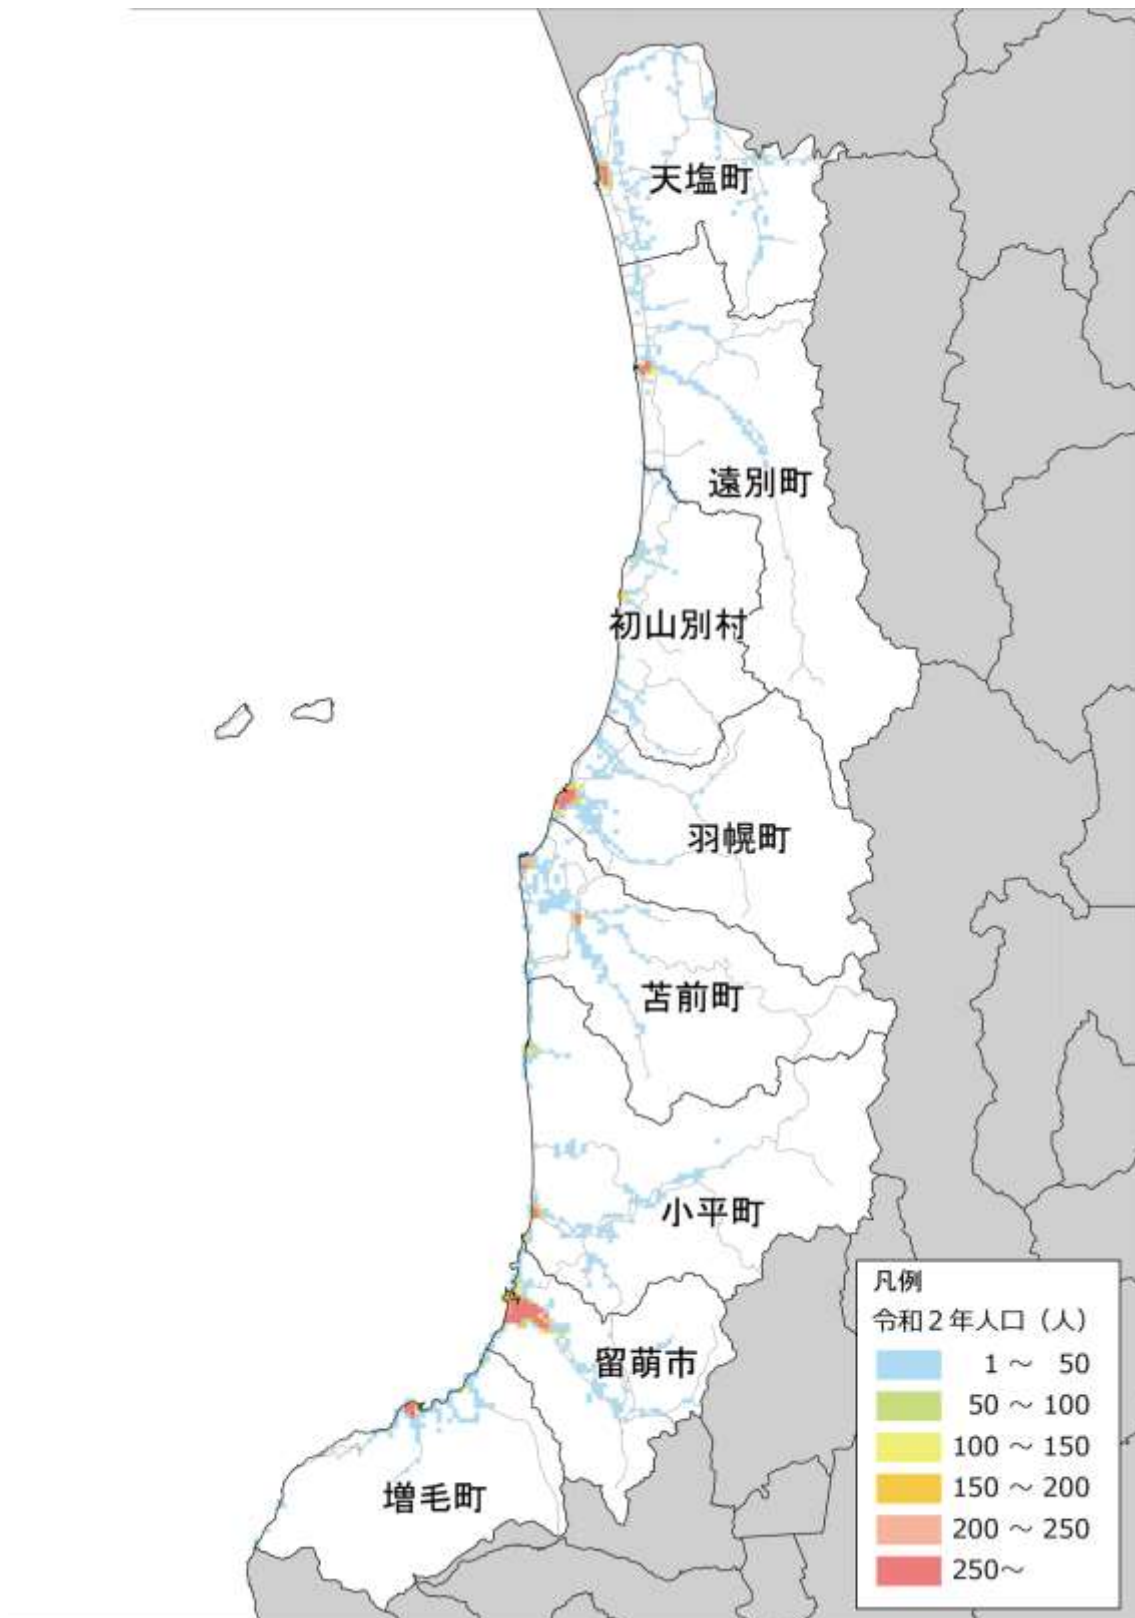 天塩町
遠別町
初山別村
羽幌町
苫前町
小平町
留萌市
増毛町
凡例
令和２年人口（人）
1 ～ 50
50 ～ 100
100 ～ 150
150 ～ 200
200 ～ 250
250～